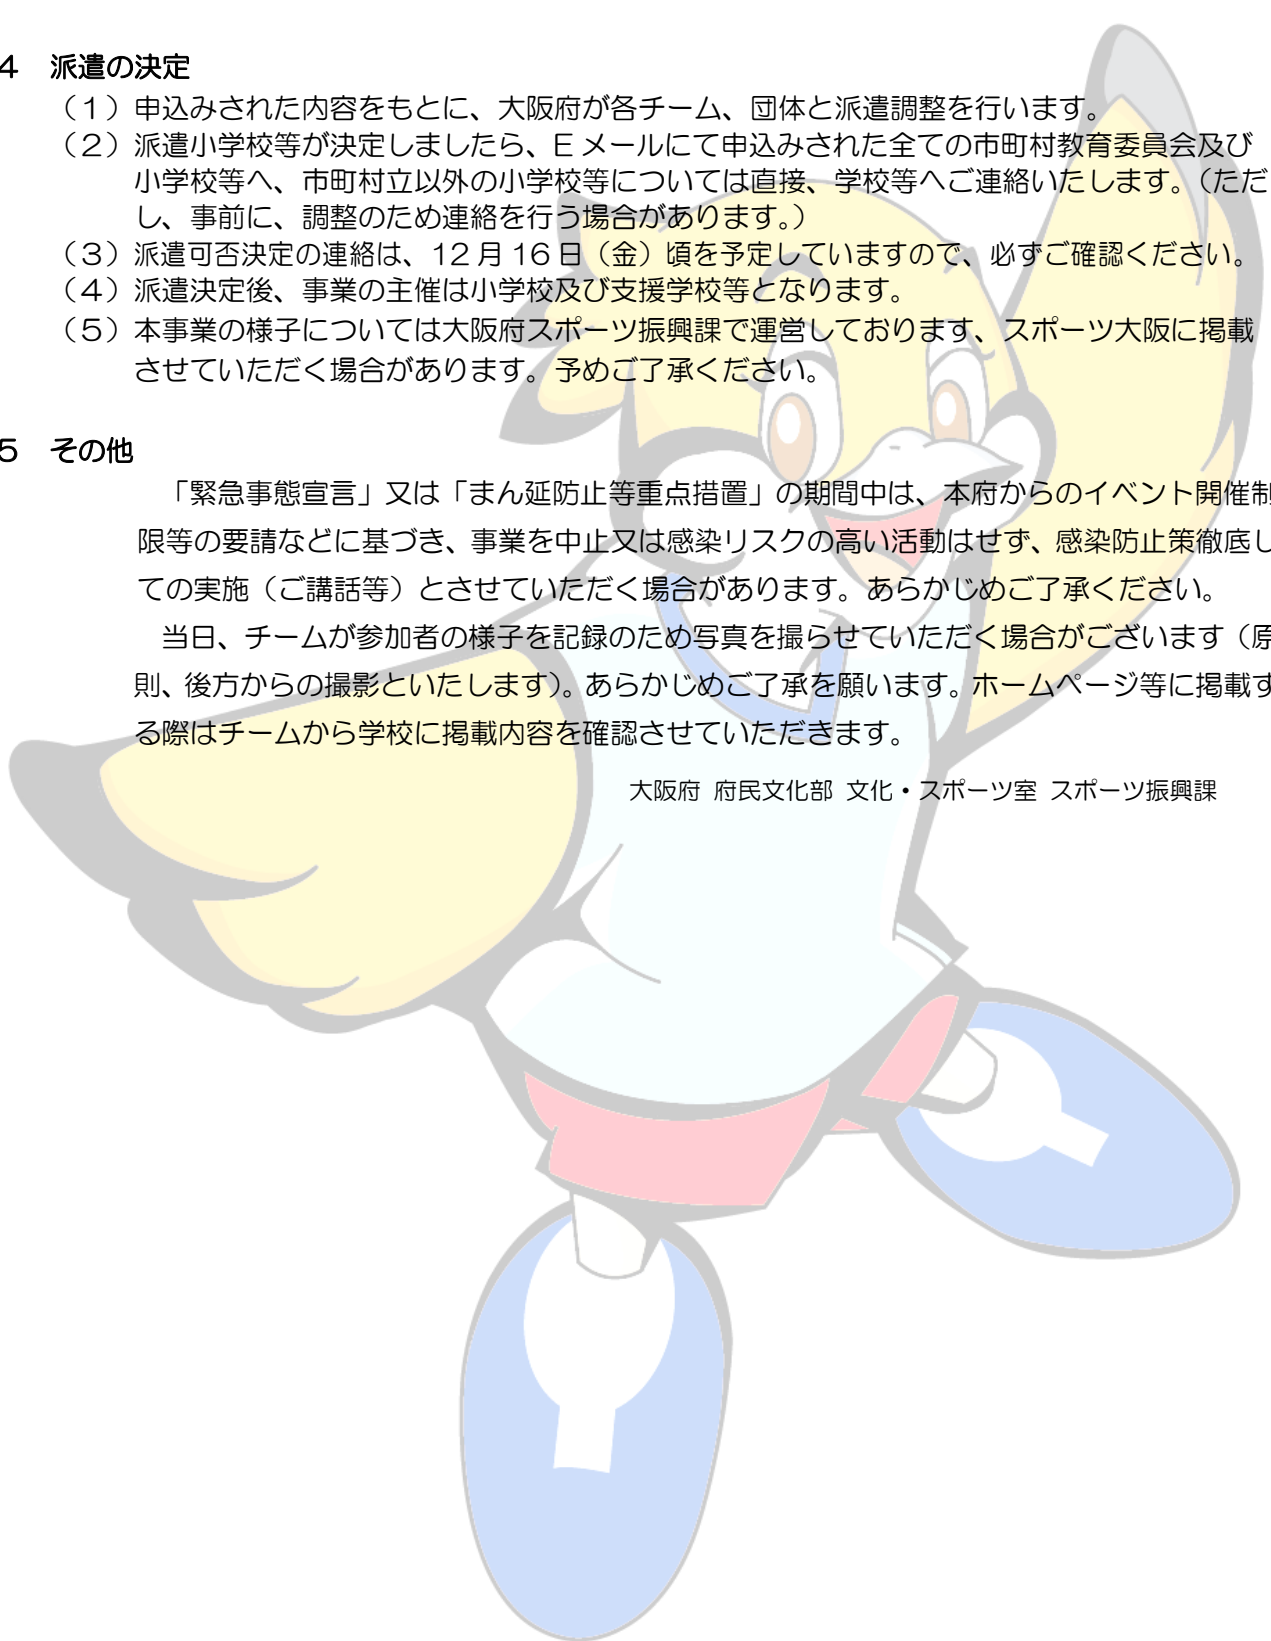 4　派遣の決定
（１）申込みされた内容をもとに、大阪府が各チーム、団体と派遣調整を行います。
（２）派遣小学校等が決定しましたら、Eメールにて申込みされた全ての市町村教育委員会及び
小学校等へ、市町村立以外の小学校等については直接、学校等へご連絡いたします。（ただ
し、事前に、調整のため連絡を行う場合があります。）
（３）派遣可否決定の連絡は、12月16日（金）頃を予定していますので、必ずご確認ください。
（４）派遣決定後、事業の主催は小学校及び支援学校等となります。
（５）本事業の様子については大阪府スポーツ振興課で運営しております、スポーツ大阪に掲載
させていただく場合があります。予めご了承ください。
5　その他
「緊急事態宣言」又は「まん延防止等重点措置」の期間中は、本府からのイベント開催制
限等の要請などに基づき、事業を中止又は感染リスクの高い活動はせず、感染防止策徹底し
ての実施（ご講話等）とさせていただく場合があります。あらかじめご了承ください。
当日、チームが参加者の様子を記録のため写真を撮らせていただく場合がございます（原
則、後方からの撮影といたします）。あらかじめご了承を願います。ホームページ等に掲載す
る際はチームから学校に掲載内容を確認させていただきます。
大阪府 府民文化部 文化・スポーツ室 スポーツ振興課